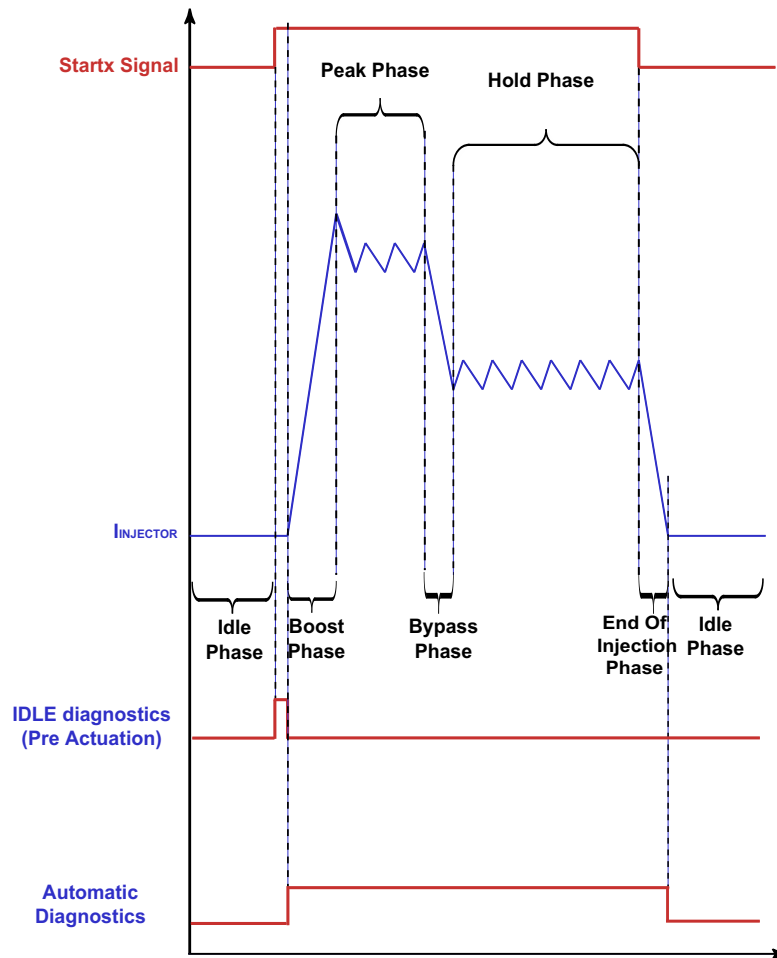 Startx Signal
Peak Phase
Hold Phase
IINJECTOR
Idle
Phase
Boost
Phase
Bypass
Phase
End Of
Injection
Phase
Idle
Phase
IDLE diagnostics
(Pre Actuation)
Automatic
Diagnostics